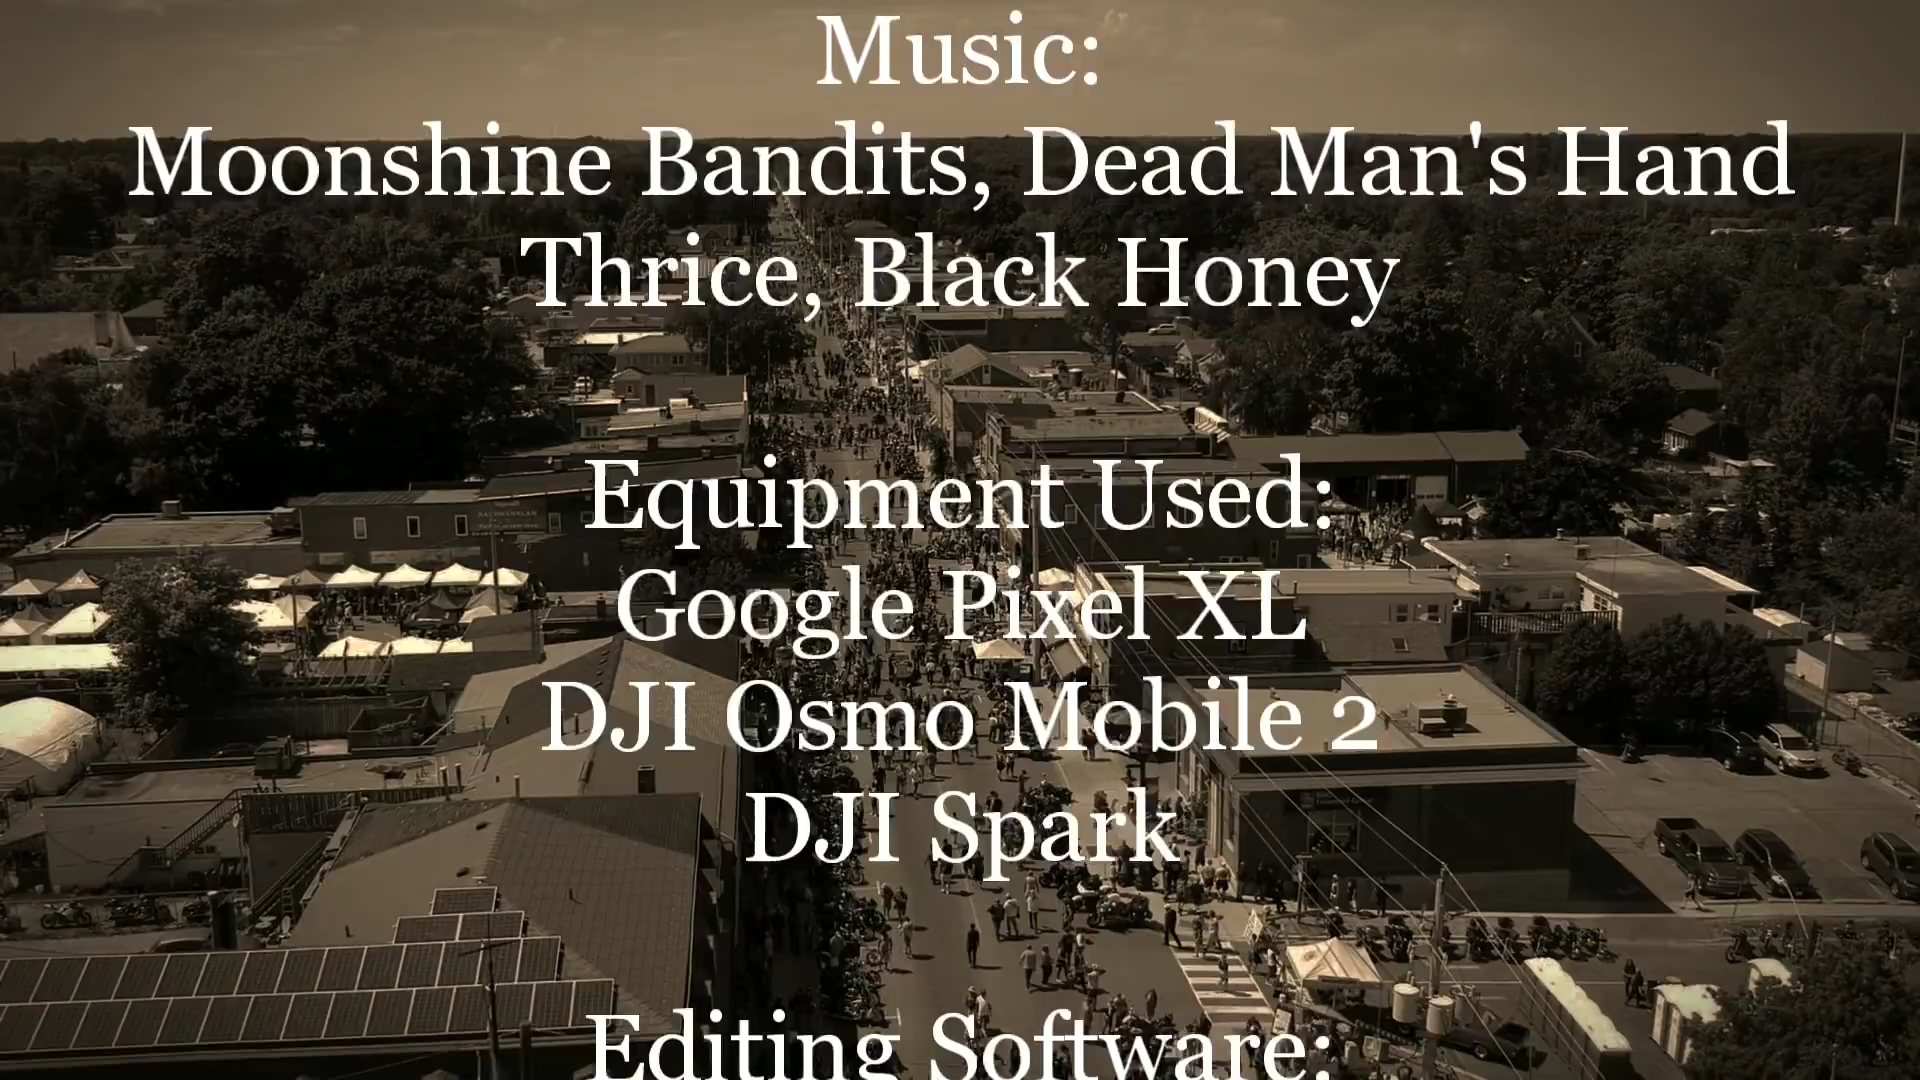 Music:
Moonshine Bandits, Dead Man's Hand
Thrice, Black Honey
Equipment Used:
Google Pixel XL
DJI Osmo Mobile 2
DJI Spark
Editing Software: